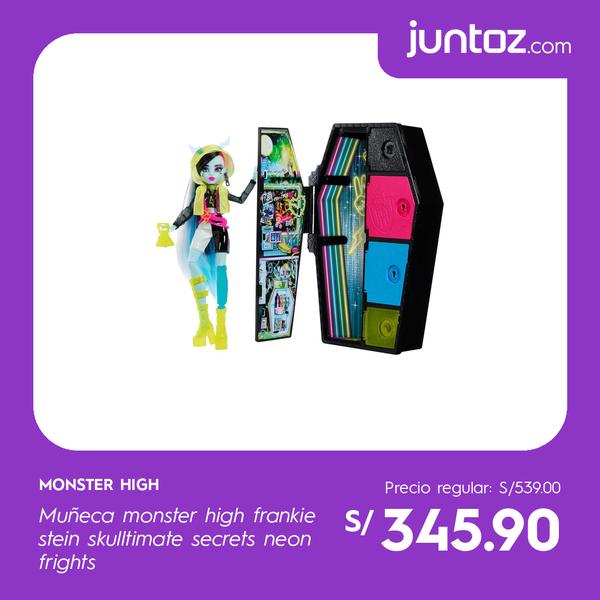 juntoz.com
MONSTER HIGH
Muñeca monster high frankie
stein skulltimate secrets neon
frights
Precio regular: S/539.00
S/ 345.90